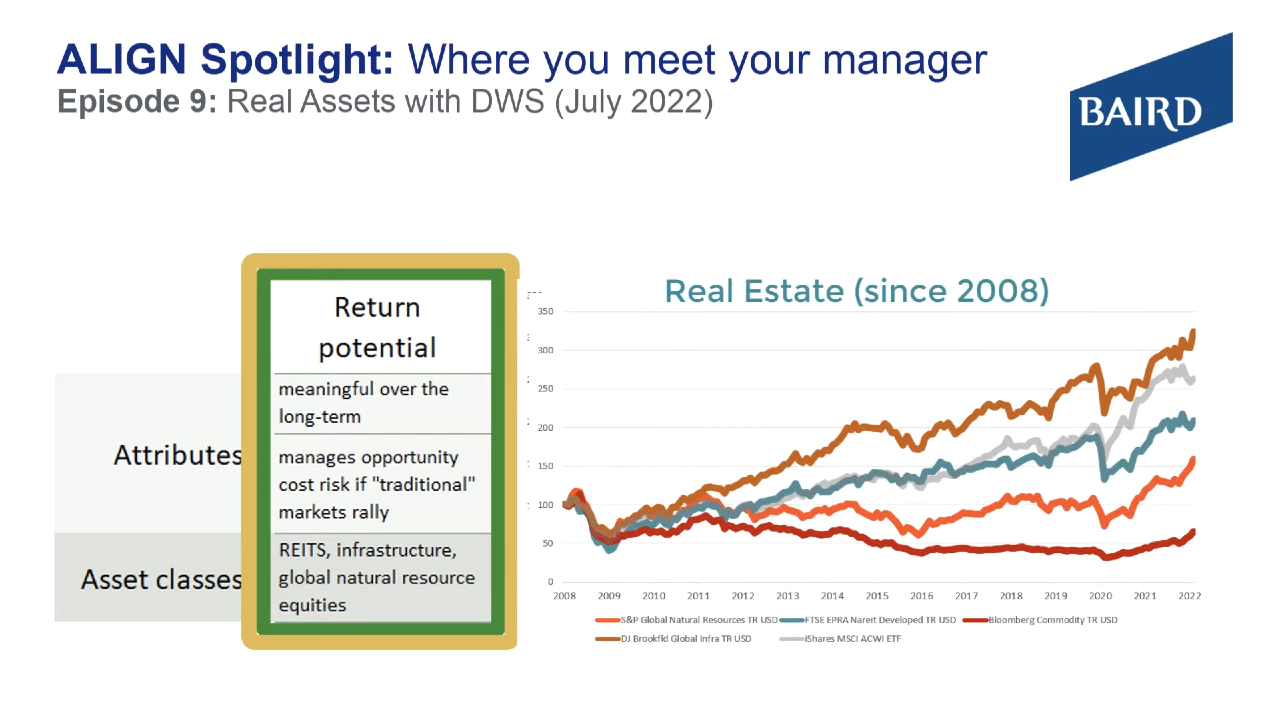 ALIGN Spotlight: Where you meet your manager
Episode 9: Real Assets with DWS (July 2022)
BAIRD
Return
potential
meaningful over the
long-term
Attributes
manages opportunity
cost risk if "traditional"
markets rally
Asset classes
REITS, infrastructure,
global natural resource
equities
Real Estate (since 2008)
350
300
250
200
150
100
50
0
2008 2009 2010 2011 2012 2013 2014 2015 2016 2017 2018 2019 2020 2021 2022
S&P Global Natural Resources TR USD FTSE EPRA Nareit Developed TR USD Bloomberg Commodity TR USD
DJ Brookfld Global Infra TR USD iShares MSCI ACWI ETF